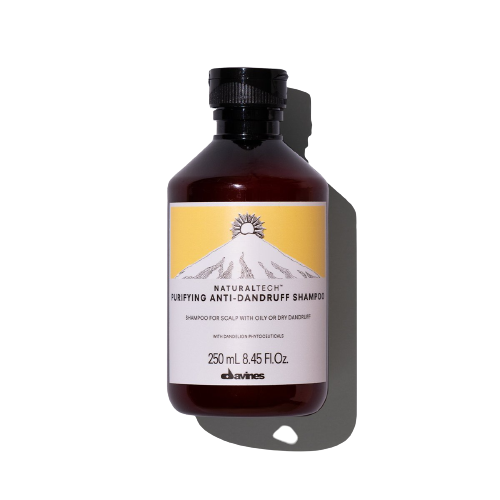 NATURALTECH™
PURIFYING ANTI-DANDRUFF SHAMPOO
SHAMPOO FOR SCALP WITH OILY OR DRY DANDRUFF
WITH DANDELION PHYTOCEUTICALS
250 mL 8.45 Fl.Oz.
davines